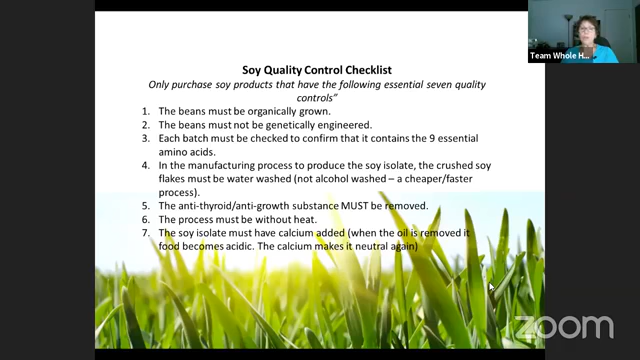 Team Whole H...
Soy Quality Control Checklist
Only purchase soy products that have the following essential seven quality
controls"
1. The beans must be organically grown.
2. The beans must not be genetically engineered.
3. Each batch must be checked to confirm that it contains the 9 essential
amino acids.
4. In the manufacturing process to produce the soy isolate, the crushed soy
flakes must be water washed (not alcohol washed – a cheaper/faster
process).
5. The anti-thyroid/anti-growth substance MUST be removed.
6. The process must be without heat.
7. The soy isolate must have calcium added (when the oil is removed it
food becomes acidic. The calcium makes it neutral again)
zoom